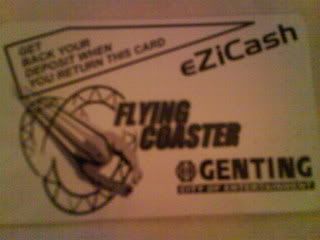 GET
BACK YOUR
DEPOSIT WHEN
YOU RETURN THIS CARD
eZiCash
FLYING
COASTER
GENTING
CITY OF ENTERTAINMENT